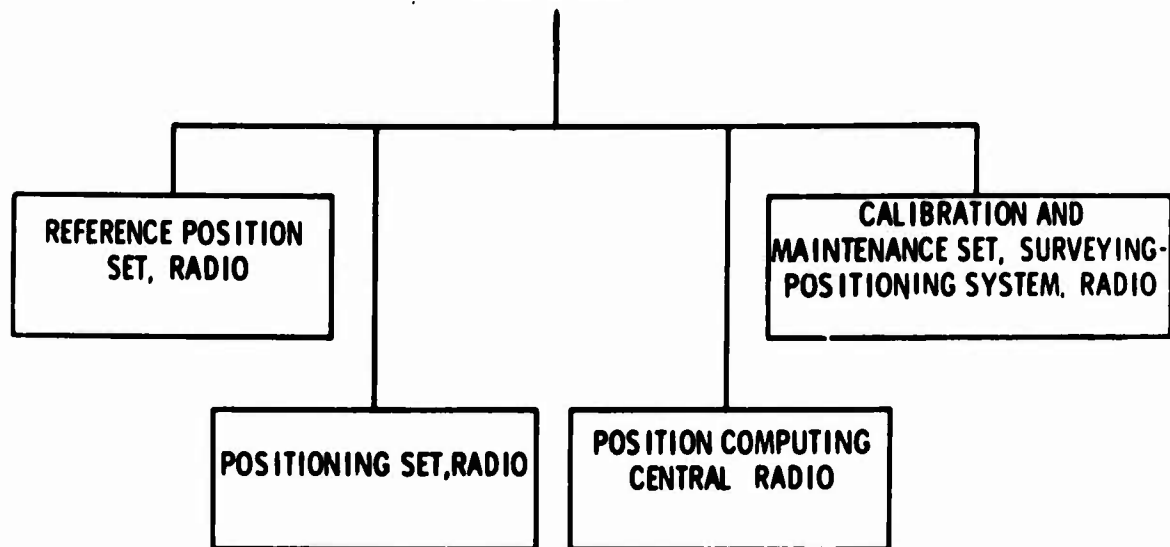 REFERENCE POSITION
SET, RADIO
CALIBRATION AND
MAINTENANCE SET, SURVEYING-
POSITIONING SYSTEM, RADIO
POSITIONING SET,RADIO
POSITION COMPUTING
CENTRAL RADIO